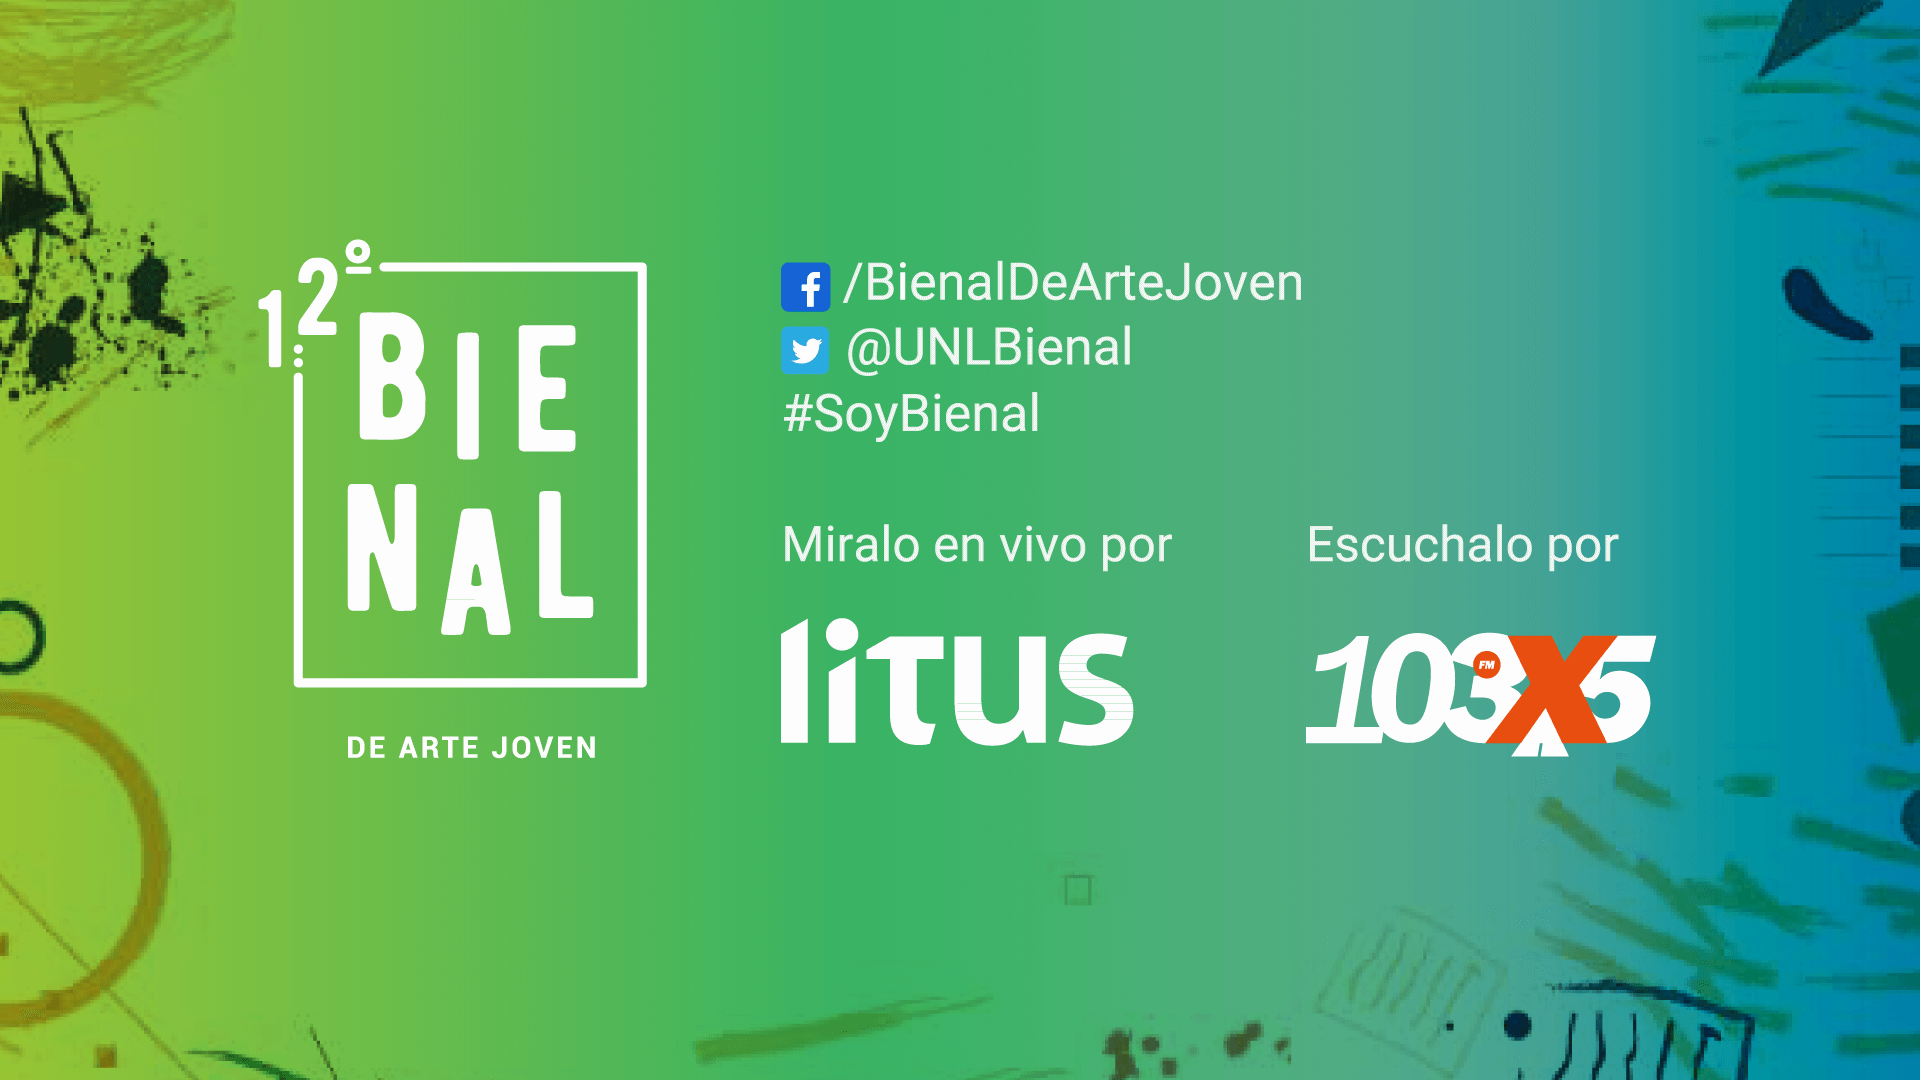 12º
BIE
NAL
DE ARTE JOVEN
/BienalDeArteJoven
@UNLBienal
#SoyBienal
Miralo en vivo por
litus
Escuchalo por
103X5
FM